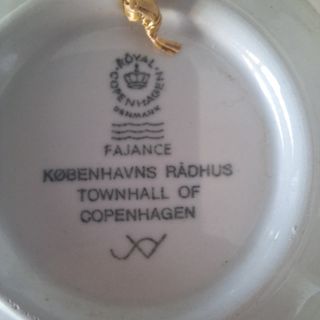 ROYAL
COPENHAGEN
DENMARK
FAJANCE
KØBENHAVNS RÅDHUS
TOWNHALL OF
COPENHAGEN